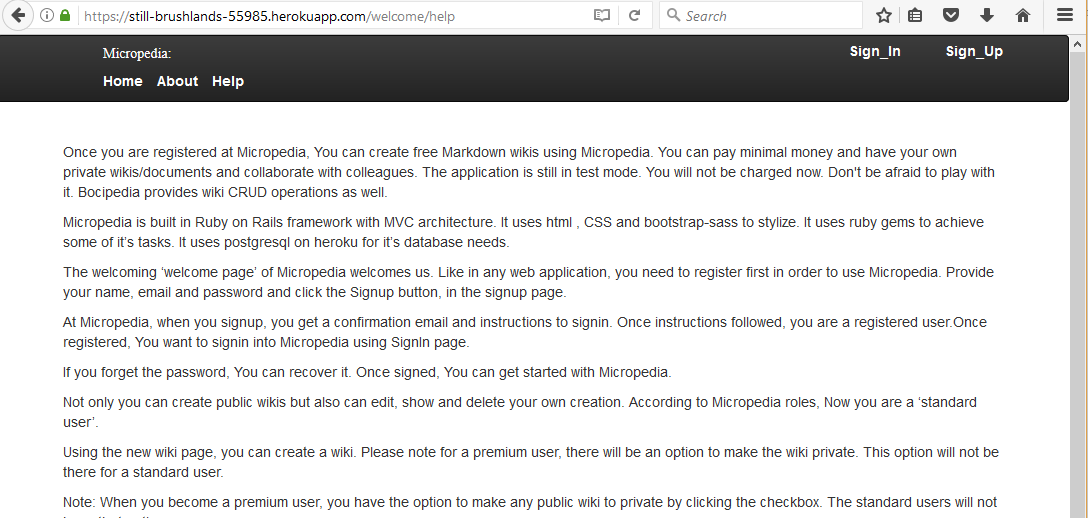 https://still-brushlands-55985.herokuapp.com/welcome/help
Search
Micropedia:
Sign_In Sign_Up
Home About Help
Once you are registered at Micropedia, You can create free Markdown wikis using Micropedia. You can pay minimal money and have your own
private wikis/documents and collaborate with colleagues. The application is still in test mode. You will not be charged now. Don't be afraid to play with
it. Bocipedia provides wiki CRUD operations as well.
Micropedia is built in Ruby on Rails framework with MVC architecture. It uses html , CSS and bootstrap-sass to stylize. It uses ruby gems to achieve
some of it’s tasks. It uses postgresql on heroku for it’s database needs.
The welcoming ‘welcome page’ of Micropedia welcomes us. Like in any web application, you need to register first in order to use Micropedia. Provide
your name, email and password and click the Signup button, in the signup page.
At Micropedia, when you signup, you get a confirmation email and instructions to signin. Once instructions followed, you are a registered user.Once
registered, You want to signin into Micropedia using SignIn page.
If you forget the password, You can recover it. Once signed, You can get started with Micropedia.
Not only you can create public wikis but also can edit, show and delete your own creation. According to Micropedia roles, Now you are a ‘standard
user’.
Using the new wiki page, you can create a wiki. Please note for a premium user, there will be an option to make the wiki private. This option will not be
there for a standard user.
Note: When you become a premium user, you have the option to make any public wiki to private by clicking the checkbox. The standard users will not